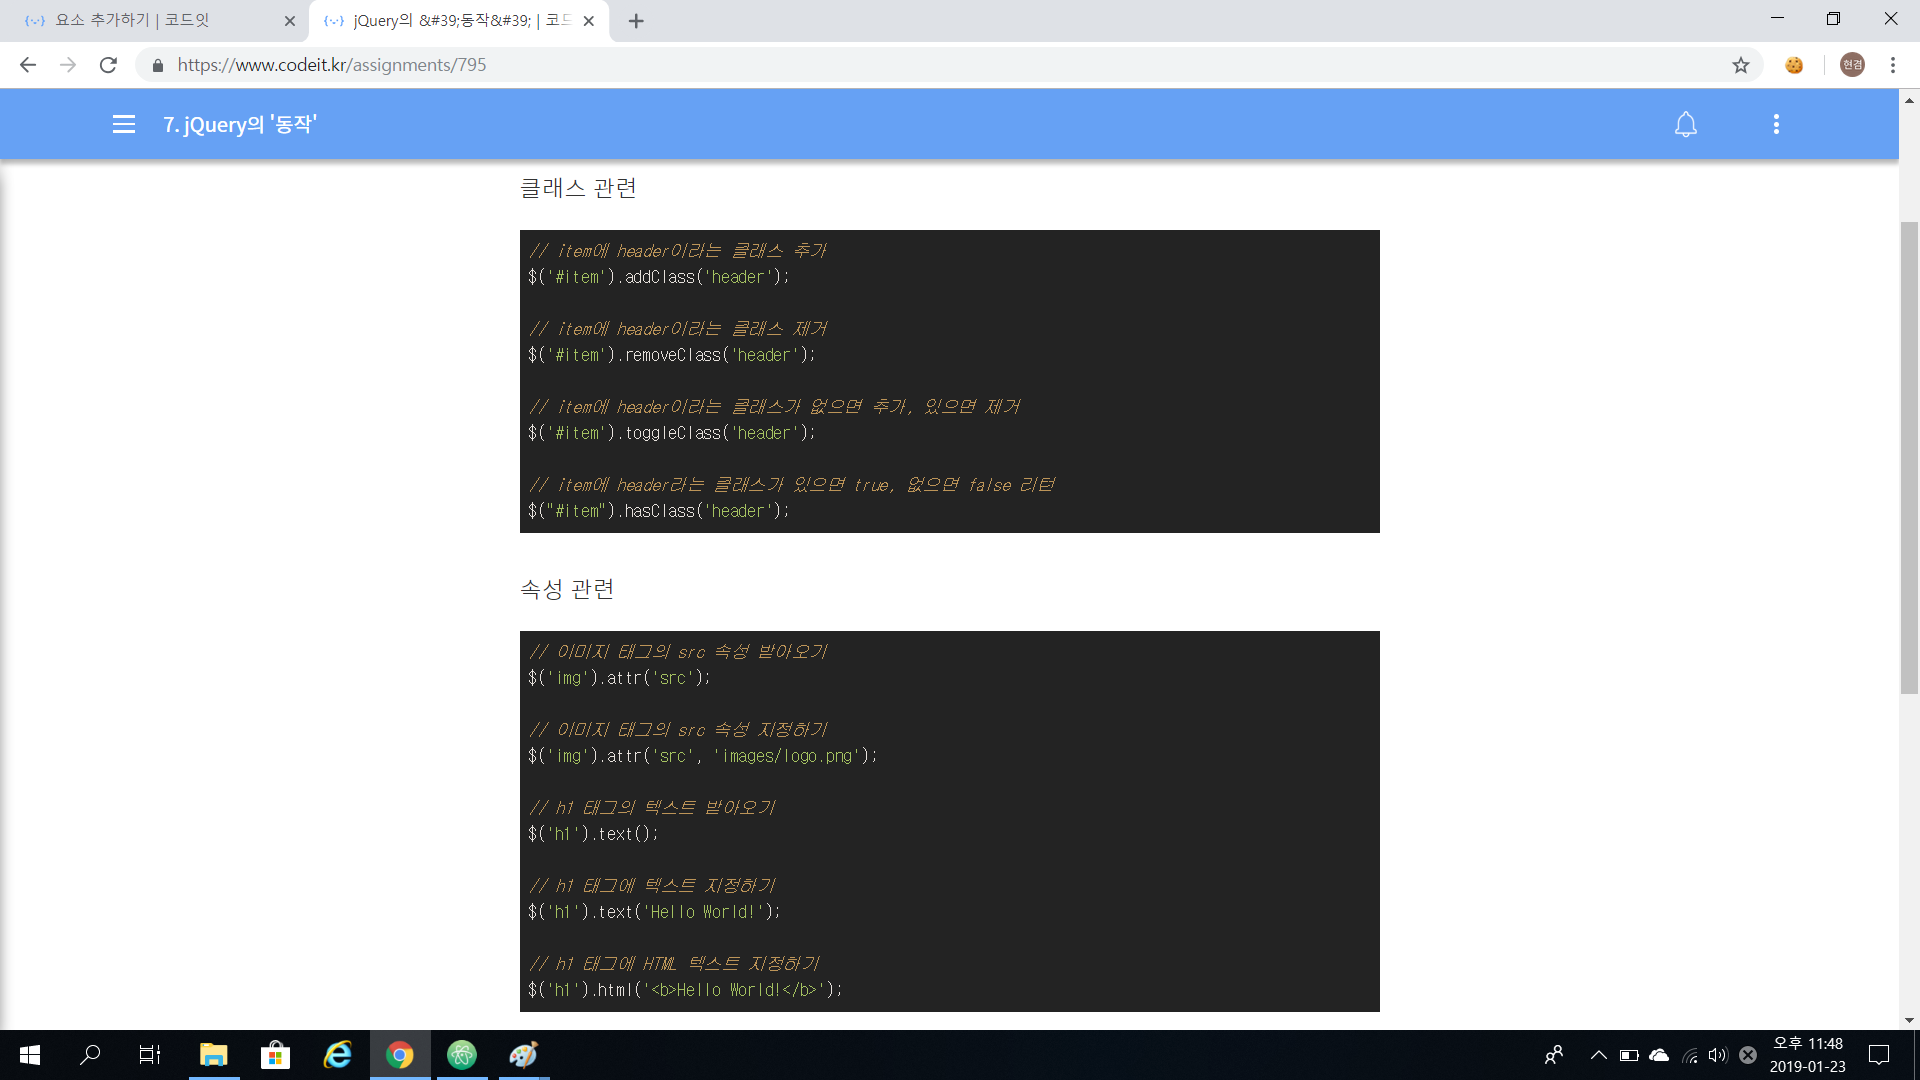 요소 추가하기 | 코드잇
jQuery의 &#39;동작&#39; | 코드
https://www.codeit.kr/assignments/795
현겸
7. jQuery의 '동작'
클래스 관련
// item에 header이라는 클래스 추가
$('#item').addClass('header');
// item에 header이라는 클래스 제거
$('#item').removeClass('header');
// item에 header이라는 클래스가 없으면 추가, 있으면 제거
$('#item').toggleClass('header');
// item에 header라는 클래스가 있으면 true, 없으면 false 리턴
$("#item").hasClass('header');
속성 관련
// 이미지 태그의 src 속성 받아오기
$('img').attr('src');
// 이미지 태그의 src 속성 지정하기
$('img').attr('src', 'images/logo.png');
// h1 태그의 텍스트 받아오기
$('h1').text();
// h1 태그에 텍스트 지정하기
$('h1').text('Hello World!');
// h1 태그에 HTML 텍스트 지정하기
$('h1').html('<b>Hello World!</b>');
오후 11:48
2019-01-23